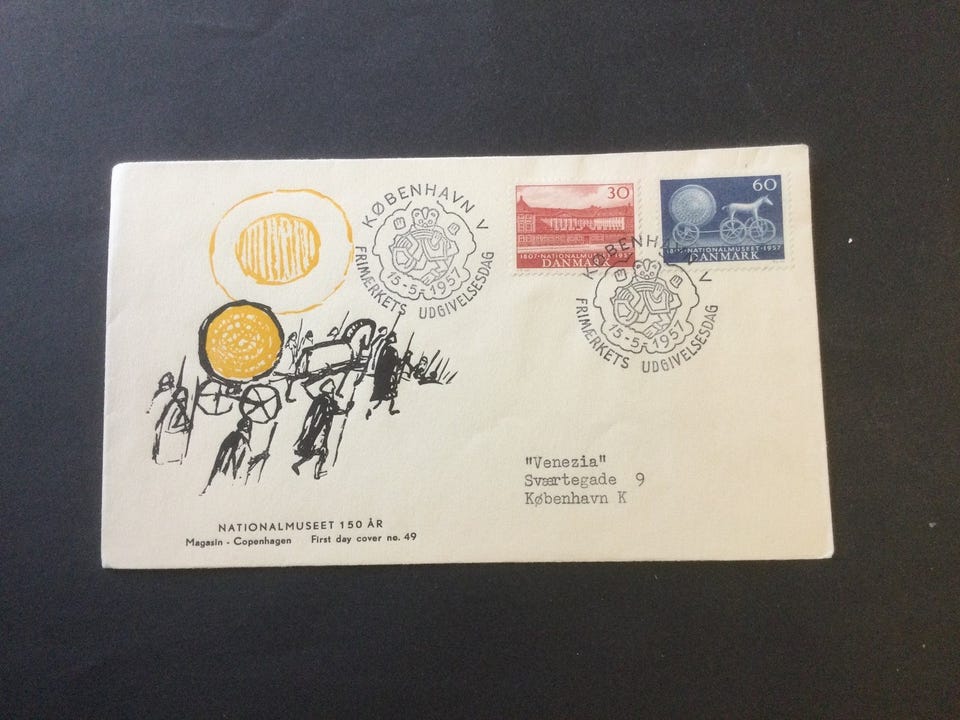 KØBENHAVN V
15-5-1957
FRIMÆRKETS UDGIVELSESDAG
30
1807·NATIONALMUSEET·1957
DANMARK
60
1807·NATIONALMUSEET·1957
DANMARK
KØBENHAVN V
15-5-1957
FRIMÆRKETS UDGIVELSESDAG
"Venezia"
Sværtegade 9
København K
NATIONALMUSEET 150 ÅR
Magasin - Copenhagen First day cover no. 49